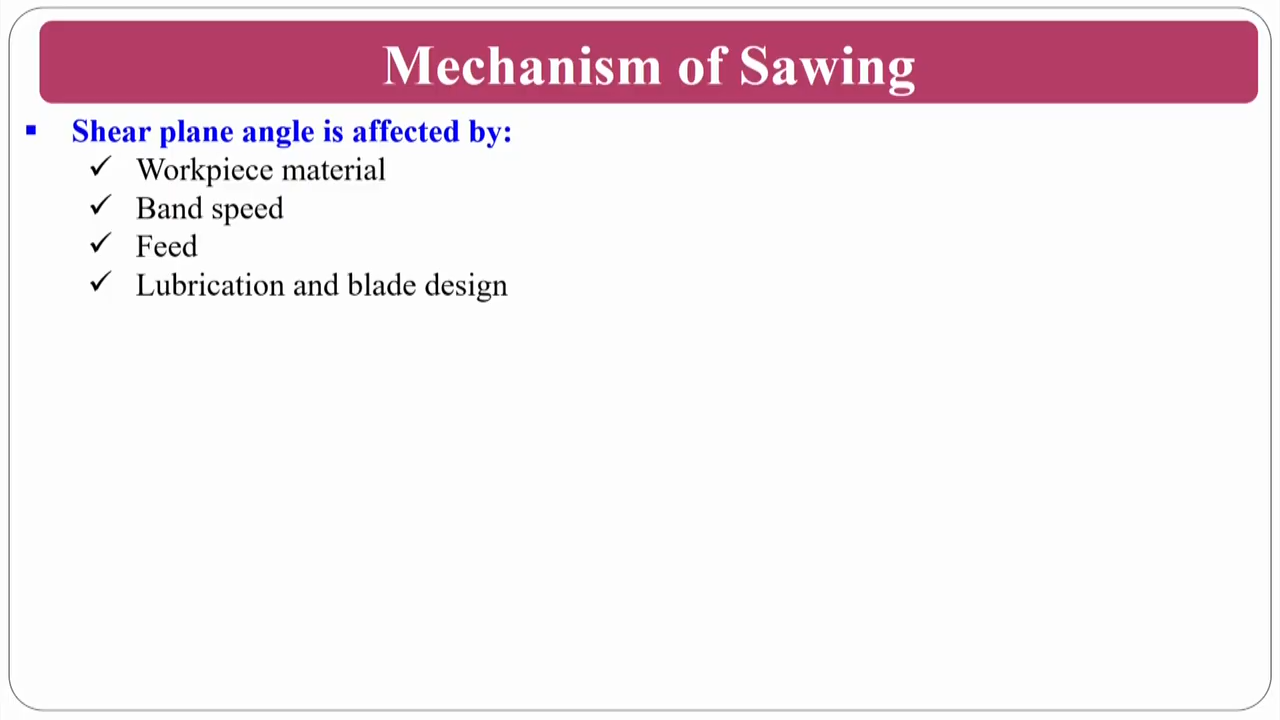 Mechanism of Sawing
▪ Shear plane angle is affected by:
✓ Workpiece material
✓ Band speed
✓ Feed
✓ Lubrication and blade design